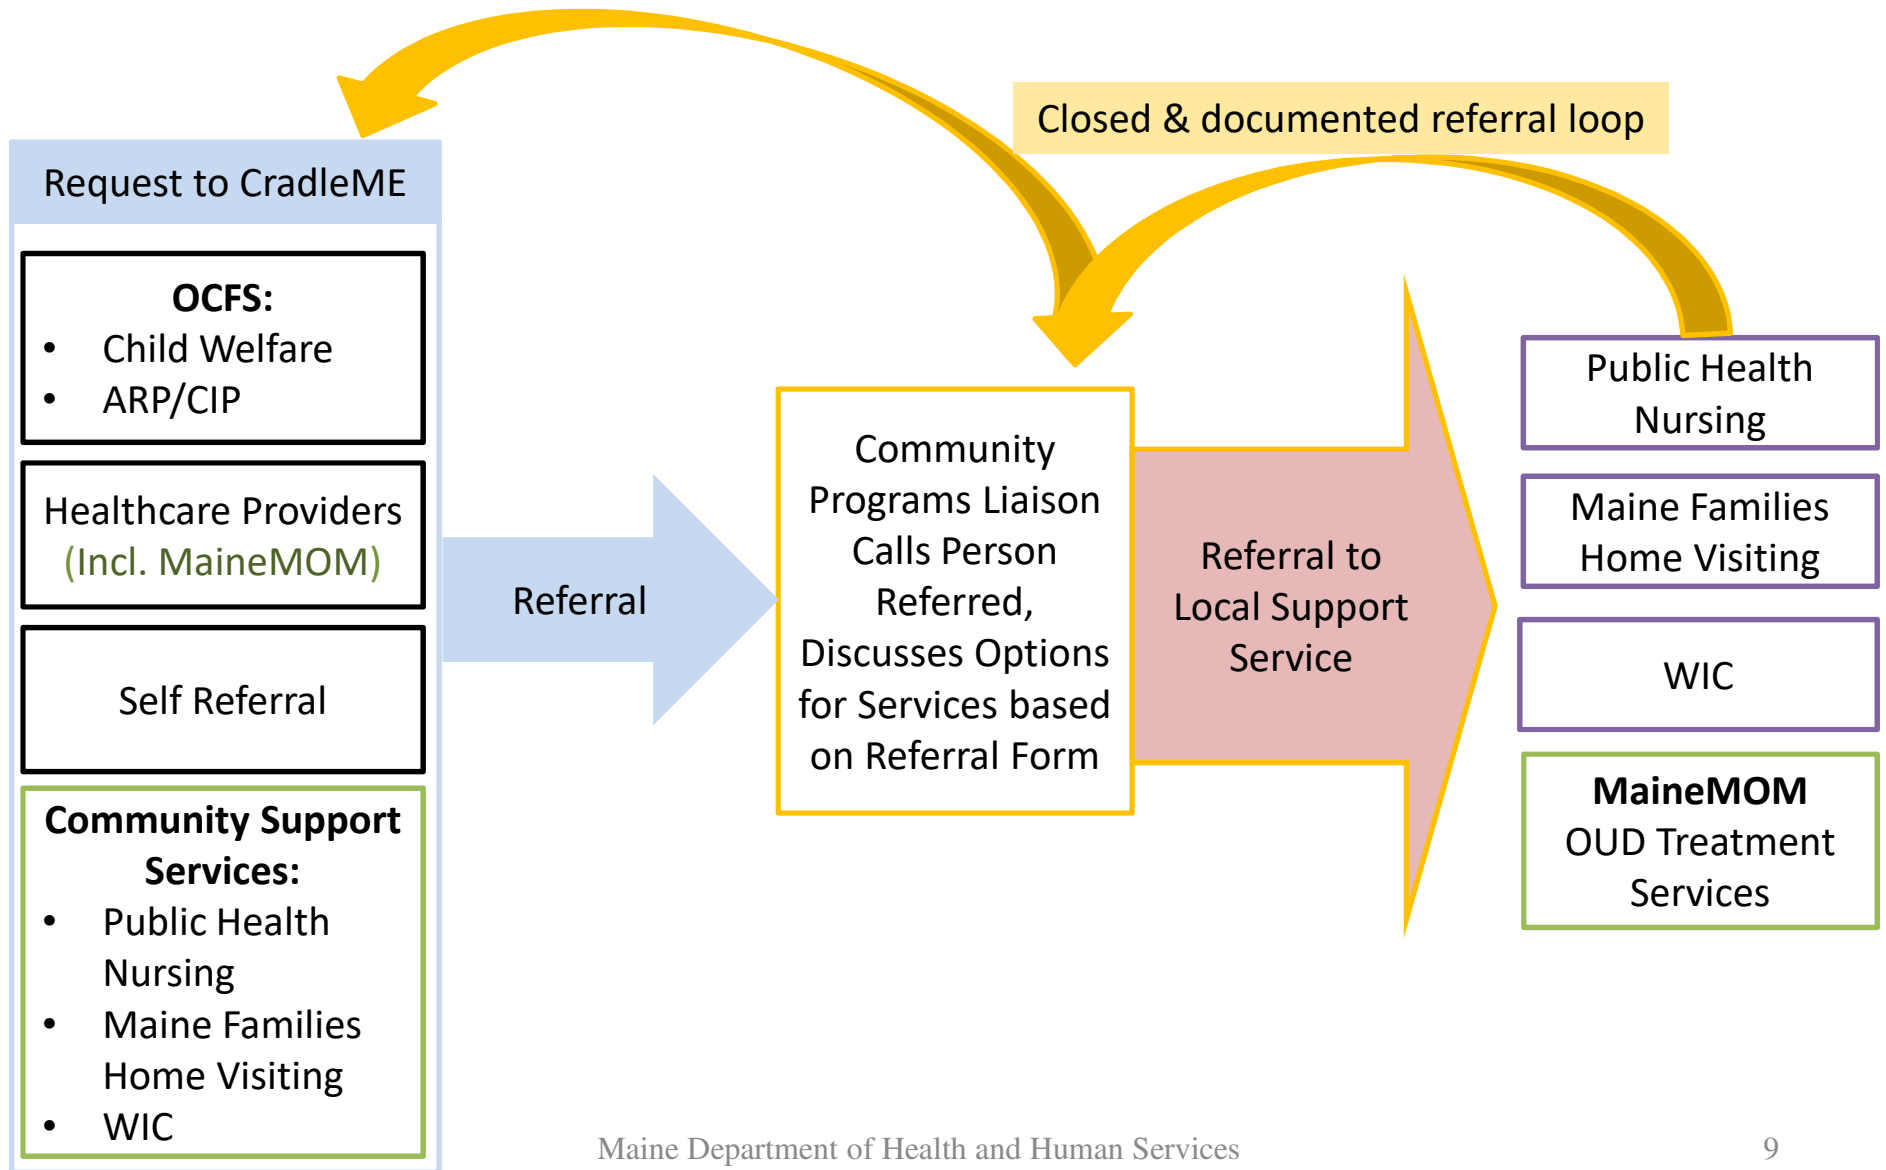 Closed & documented referral loop
Request to CradleME
OCFS:
• Child Welfare
• ARP/CIP
Healthcare Providers
(Incl. MaineMOM)
Self Referral
Community Support
Services:
• Public Health
Nursing
• Maine Families
Home Visiting
• WIC
Referral
Community
Programs Liaison
Calls Person
Referred,
Discusses Options
for Services based
on Referral Form
Referral to
Local Support
Service
Public Health
Nursing
Maine Families
Home Visiting
WIC
MaineMOM
OUD Treatment
Services
Maine Department of Health and Human Services
9